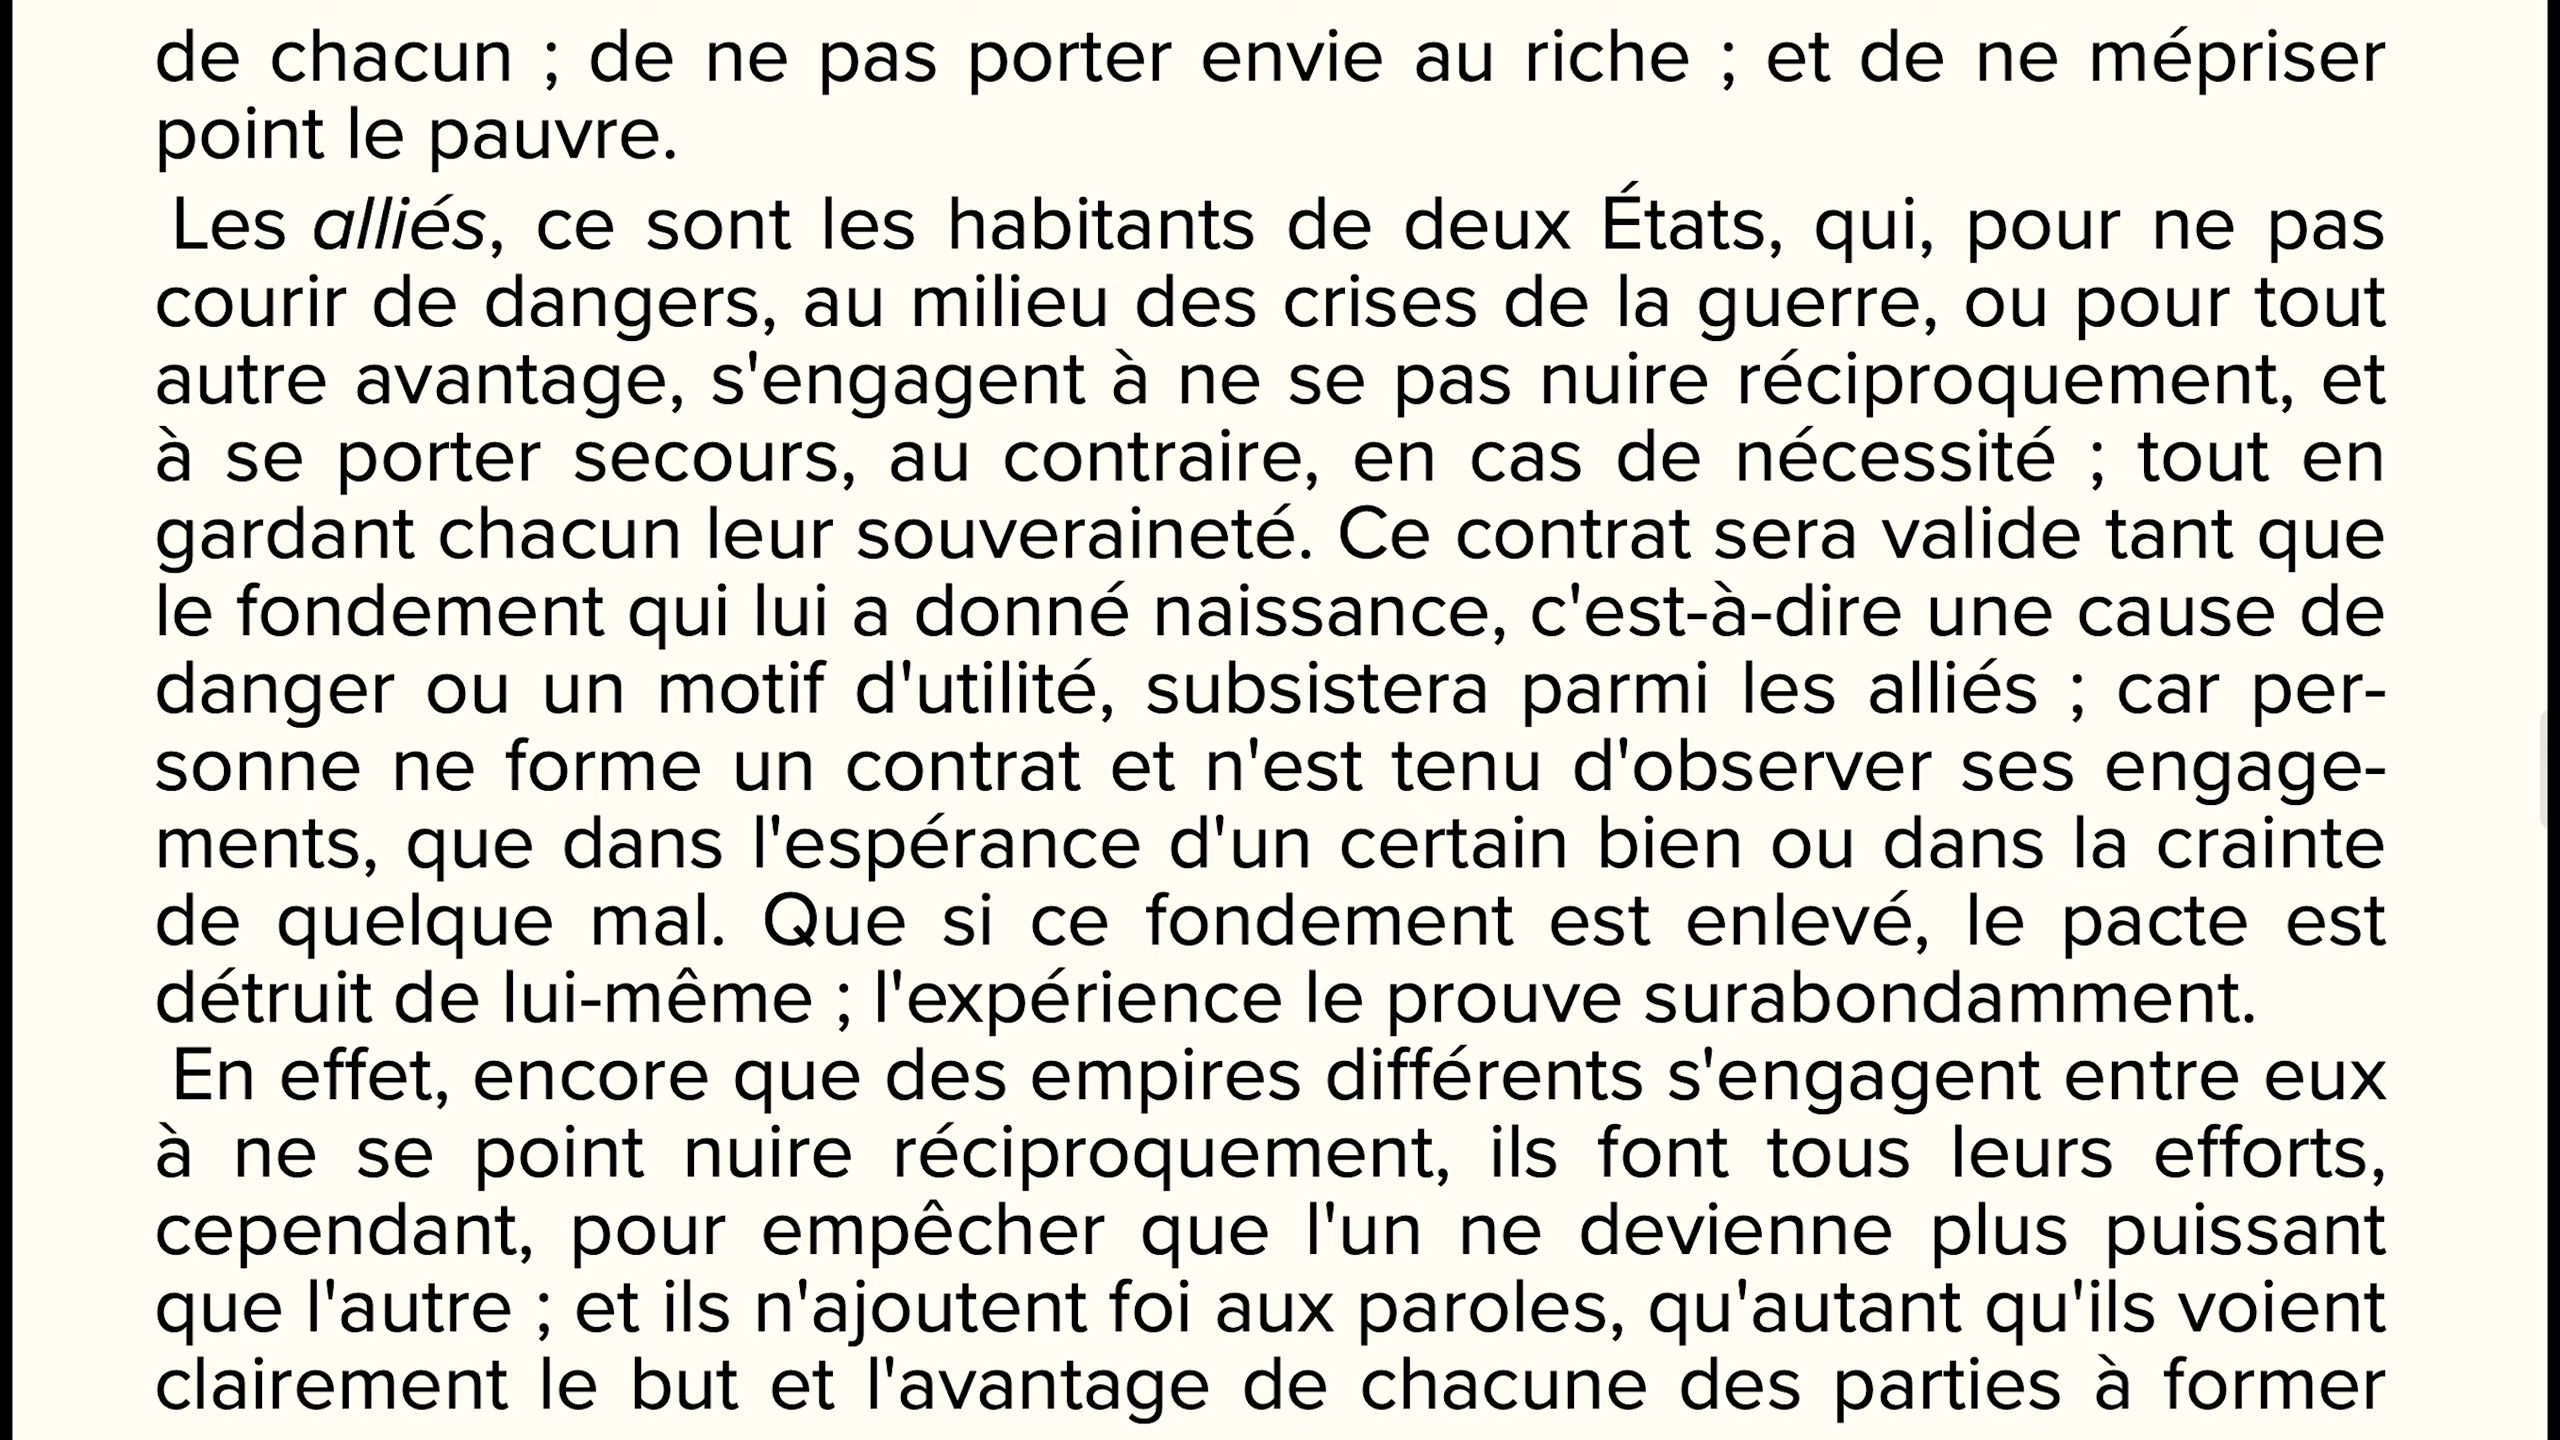 de chacun ; de ne pas porter envie au riche ; et de ne mépriser
point le pauvre.
Les alliés, ce sont les habitants de deux États, qui, pour ne pas
courir de dangers, au milieu des crises de la guerre, ou pour tout
autre avantage, s'engagent à ne se pas nuire réciproquement, et
à se porter secours, au contraire, en cas de nécessité ; tout en
gardant chacun leur souveraineté. Ce contrat sera valide tant que
le fondement qui lui a donné naissance, c'est-à-dire une cause de
danger ou un motif d'utilité, subsistera parmi les alliés ; car per-
sonne ne forme un contrat et n'est tenu d'observer ses engage-
ments, que dans l'espérance d'un certain bien ou dans la crainte
de quelque mal. Que si ce fondement est enlevé, le pacte est
détruit de lui-même ; l'expérience le prouve surabondamment.
En effet, encore que des empires différents s'engagent entre eux
à ne se point nuire réciproquement, ils font tous leurs efforts,
cependant, pour empêcher que l'un ne devienne plus puissant
que l'autre ; et ils n'ajoutent foi aux paroles, qu'autant qu'ils voient
clairement le but et l'avantage de chacune des parties à former